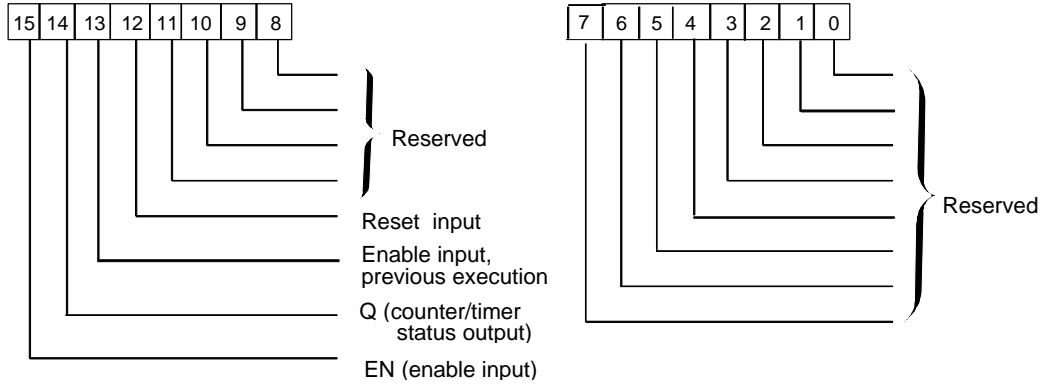 15 14 13 12 11 10 9 8
7 6 5 4 3 2 1 0
Reserved
Reset input
Enable input,
previous execution
Q (counter/timer
status output)
EN (enable input)
Reserved